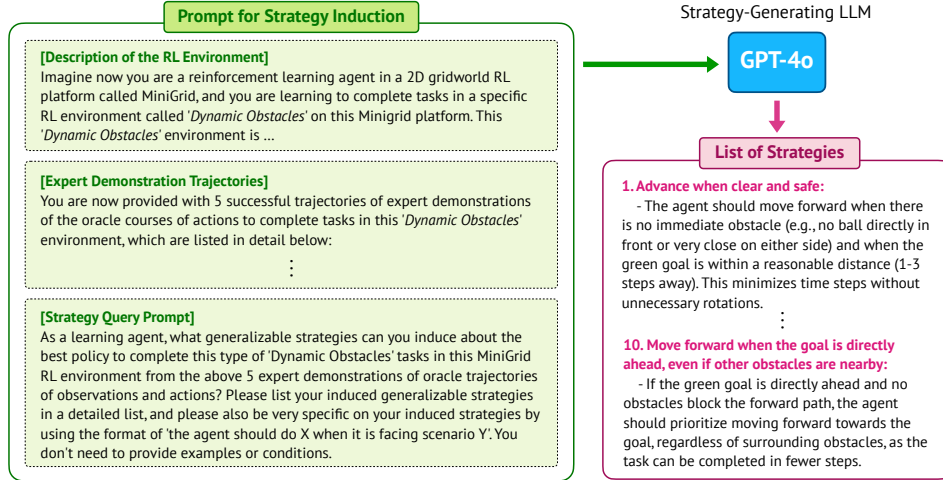 Prompt for Strategy Induction
[Description of the RL Environment]
Imagine now you are a reinforcement learning agent in a 2D gridworld RL
platform called MiniGrid, and you are learning to complete tasks in a specific
RL environment called 'Dynamic Obstacles' on this Minigrid platform. This
'Dynamic Obstacles' environment is ...
[Expert Demonstration Trajectories]
You are now provided with 5 successful trajectories of expert demonstrations
of the oracle courses of actions to complete tasks in this 'Dynamic Obstacles'
environment, which are listed in detail below:
⋮
[Strategy Query Prompt]
As a learning agent, what generalizable strategies can you induce about the
best policy to complete this type of 'Dynamic Obstacles' tasks in this MiniGrid
RL environment from the above 5 expert demonstrations of oracle trajectories
of observations and actions? Please list your induced generalizable strategies
in a detailed list, and please also be very specific on your induced strategies by
using the format of 'the agent should do X when it is facing scenario Y'. You
don't need to provide examples or conditions.
Strategy-Generating LLM
GPT-4o
List of Strategies
1. Advance when clear and safe:
- The agent should move forward when there
is no immediate obstacle (e.g., no ball directly in
front or very close on either side) and when the
green goal is within a reasonable distance (1-3
steps away). This minimizes time steps without
unnecessary rotations.
⋮
10. Move forward when the goal is directly
ahead, even if other obstacles are nearby:
- If the green goal is directly ahead and no
obstacles block the forward path, the agent
should prioritize moving forward towards the
goal, regardless of surrounding obstacles, as the
task can be completed in fewer steps.